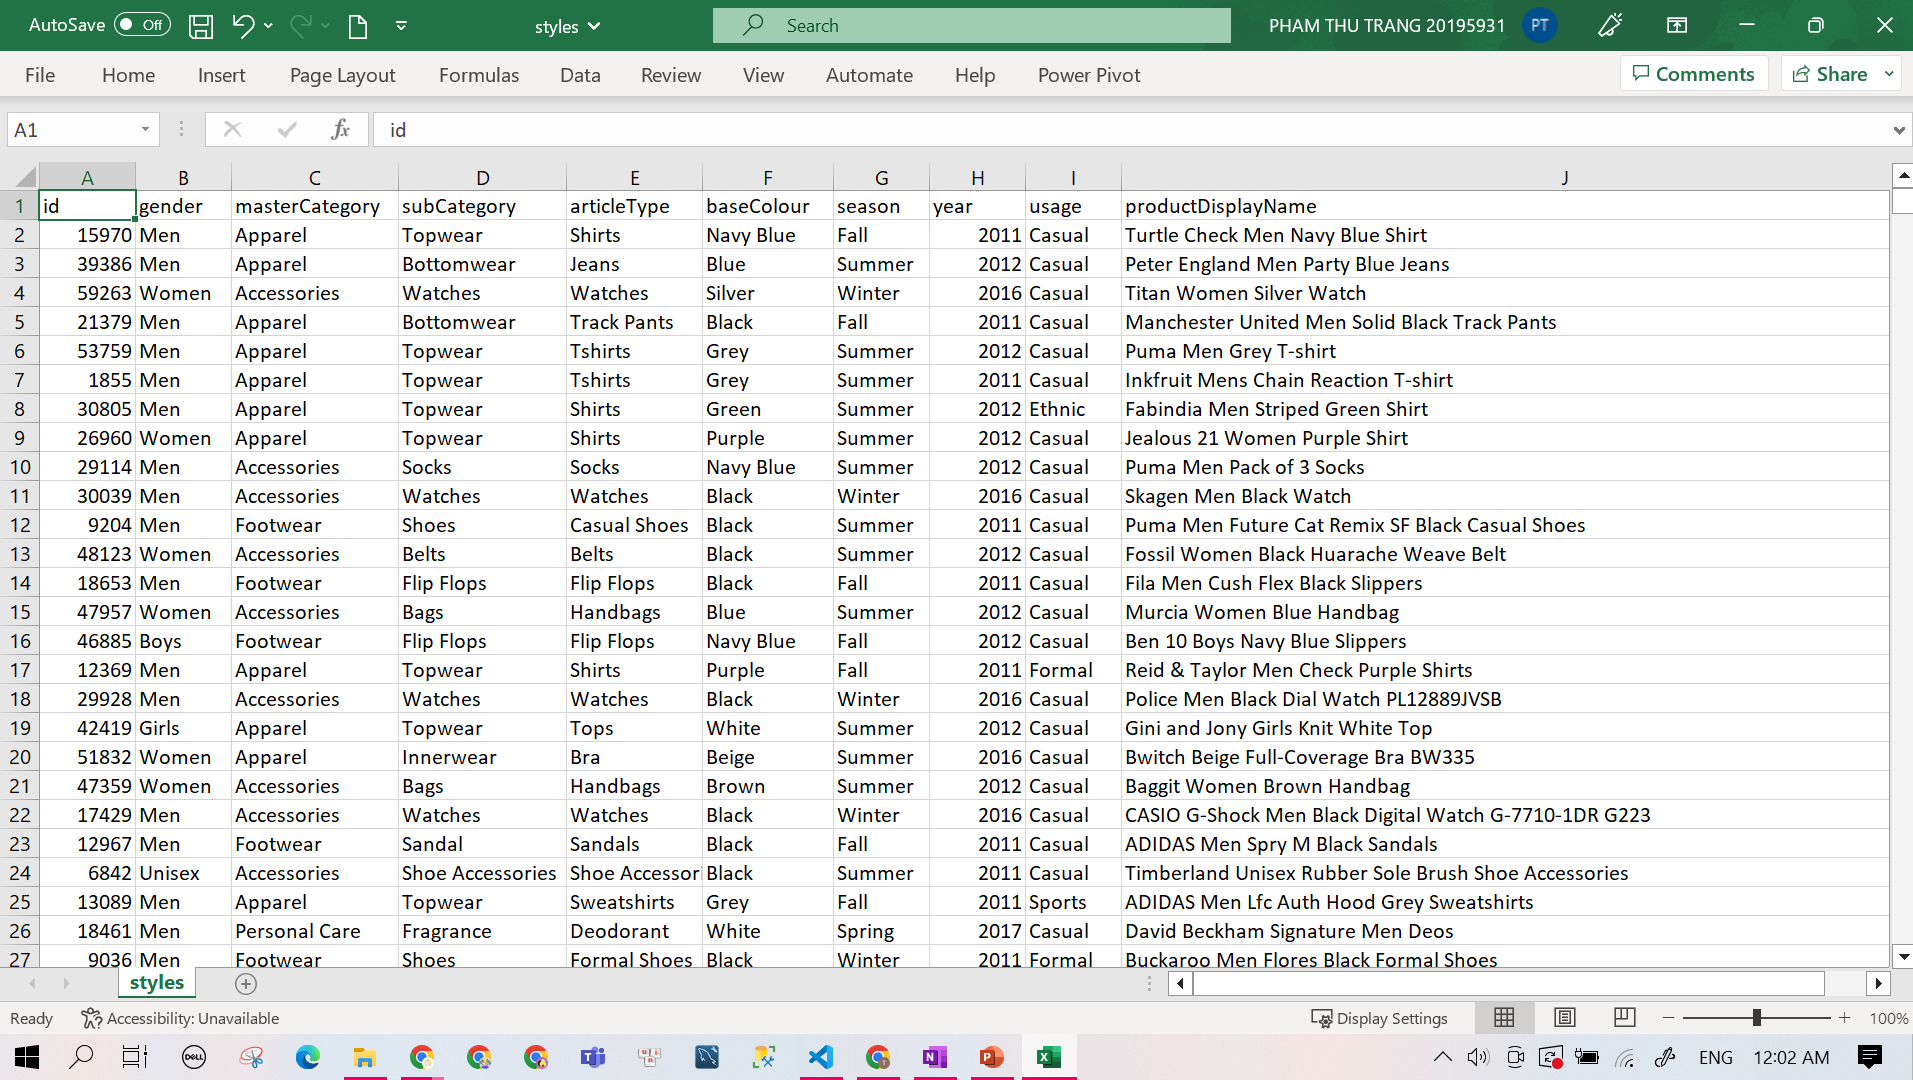 AutoSave Off styles Search PHAM THU TRANG 20195931 PT
File Home Insert Page Layout Formulas Data Review View Automate Help Power Pivot Comments Share
A1 fx id
A B C D E F G H I J
1 id gender masterCategory subCategory articleType baseColour season year usage productDisplayName
2 15970 Men Apparel Topwear Shirts Navy Blue Fall 2011 Casual Turtle Check Men Navy Blue Shirt
3 39386 Men Apparel Bottomwear Jeans Blue Summer 2012 Casual Peter England Men Party Blue Jeans
4 59263 Women Accessories Watches Watches Silver Winter 2016 Casual Titan Women Silver Watch
5 21379 Men Apparel Bottomwear Track Pants Black Fall 2011 Casual Manchester United Men Solid Black Track Pants
6 53759 Men Apparel Topwear Tshirts Grey Summer 2012 Casual Puma Men Grey T-shirt
7 1855 Men Apparel Topwear Tshirts Grey Summer 2011 Casual Inkfruit Mens Chain Reaction T-shirt
8 30805 Men Apparel Topwear Shirts Green Summer 2012 Ethnic Fabindia Men Striped Green Shirt
9 26960 Women Apparel Topwear Shirts Purple Summer 2012 Casual Jealous 21 Women Purple Shirt
10 29114 Men Accessories Socks Socks Navy Blue Summer 2012 Casual Puma Men Pack of 3 Socks
11 30039 Men Accessories Watches Watches Black Winter 2016 Casual Skagen Men Black Watch
12 9204 Men Footwear Shoes Casual Shoes Black Summer 2011 Casual Puma Men Future Cat Remix SF Black Casual Shoes
13 48123 Women Accessories Belts Belts Black Summer 2012 Casual Fossil Women Black Huarache Weave Belt
14 18653 Men Footwear Flip Flops Flip Flops Black Fall 2011 Casual Fila Men Cush Flex Black Slippers
15 47957 Women Accessories Bags Handbags Blue Summer 2012 Casual Murcia Women Blue Handbag
16 46885 Boys Footwear Flip Flops Flip Flops Navy Blue Fall 2012 Casual Ben 10 Boys Navy Blue Slippers
17 12369 Men Apparel Topwear Shirts Purple Fall 2011 Formal Reid & Taylor Men Check Purple Shirts
18 29928 Men Accessories Watches Watches Black Winter 2016 Casual Police Men Black Dial Watch PL12889JVSB
19 42419 Girls Apparel Topwear Tops White Summer 2012 Casual Gini and Jony Girls Knit White Top
20 51832 Women Apparel Innerwear Bra Beige Summer 2016 Casual Bwitch Beige Full-Coverage Bra BW335
21 47359 Women Accessories Bags Handbags Brown Summer 2012 Casual Baggit Women Brown Handbag
22 17429 Men Accessories Watches Watches Black Winter 2016 Casual CASIO G-Shock Men Black Digital Watch G-7710-1DR G223
23 12967 Men Footwear Sandal Sandals Black Fall 2011 Casual ADIDAS Men Spry M Black Sandals
24 6842 Unisex Accessories Shoe Accessories Shoe Accessor Black Summer 2011 Casual Timberland Unisex Rubber Sole Brush Shoe Accessories
25 13089 Men Apparel Topwear Sweatshirts Grey Fall 2011 Sports ADIDAS Men Lfc Auth Hood Grey Sweatshirts
26 18461 Men Personal Care Fragrance Deodorant White Spring 2017 Casual David Beckham Signature Men Deos
27 9036 Men Footwear Shoes Formal Shoes Black Winter 2011 Formal Buckaroo Men Flores Black Formal Shoes
styles
Ready Accessibility: Unavailable Display Settings 100%
DELL ENG 12:02 AM